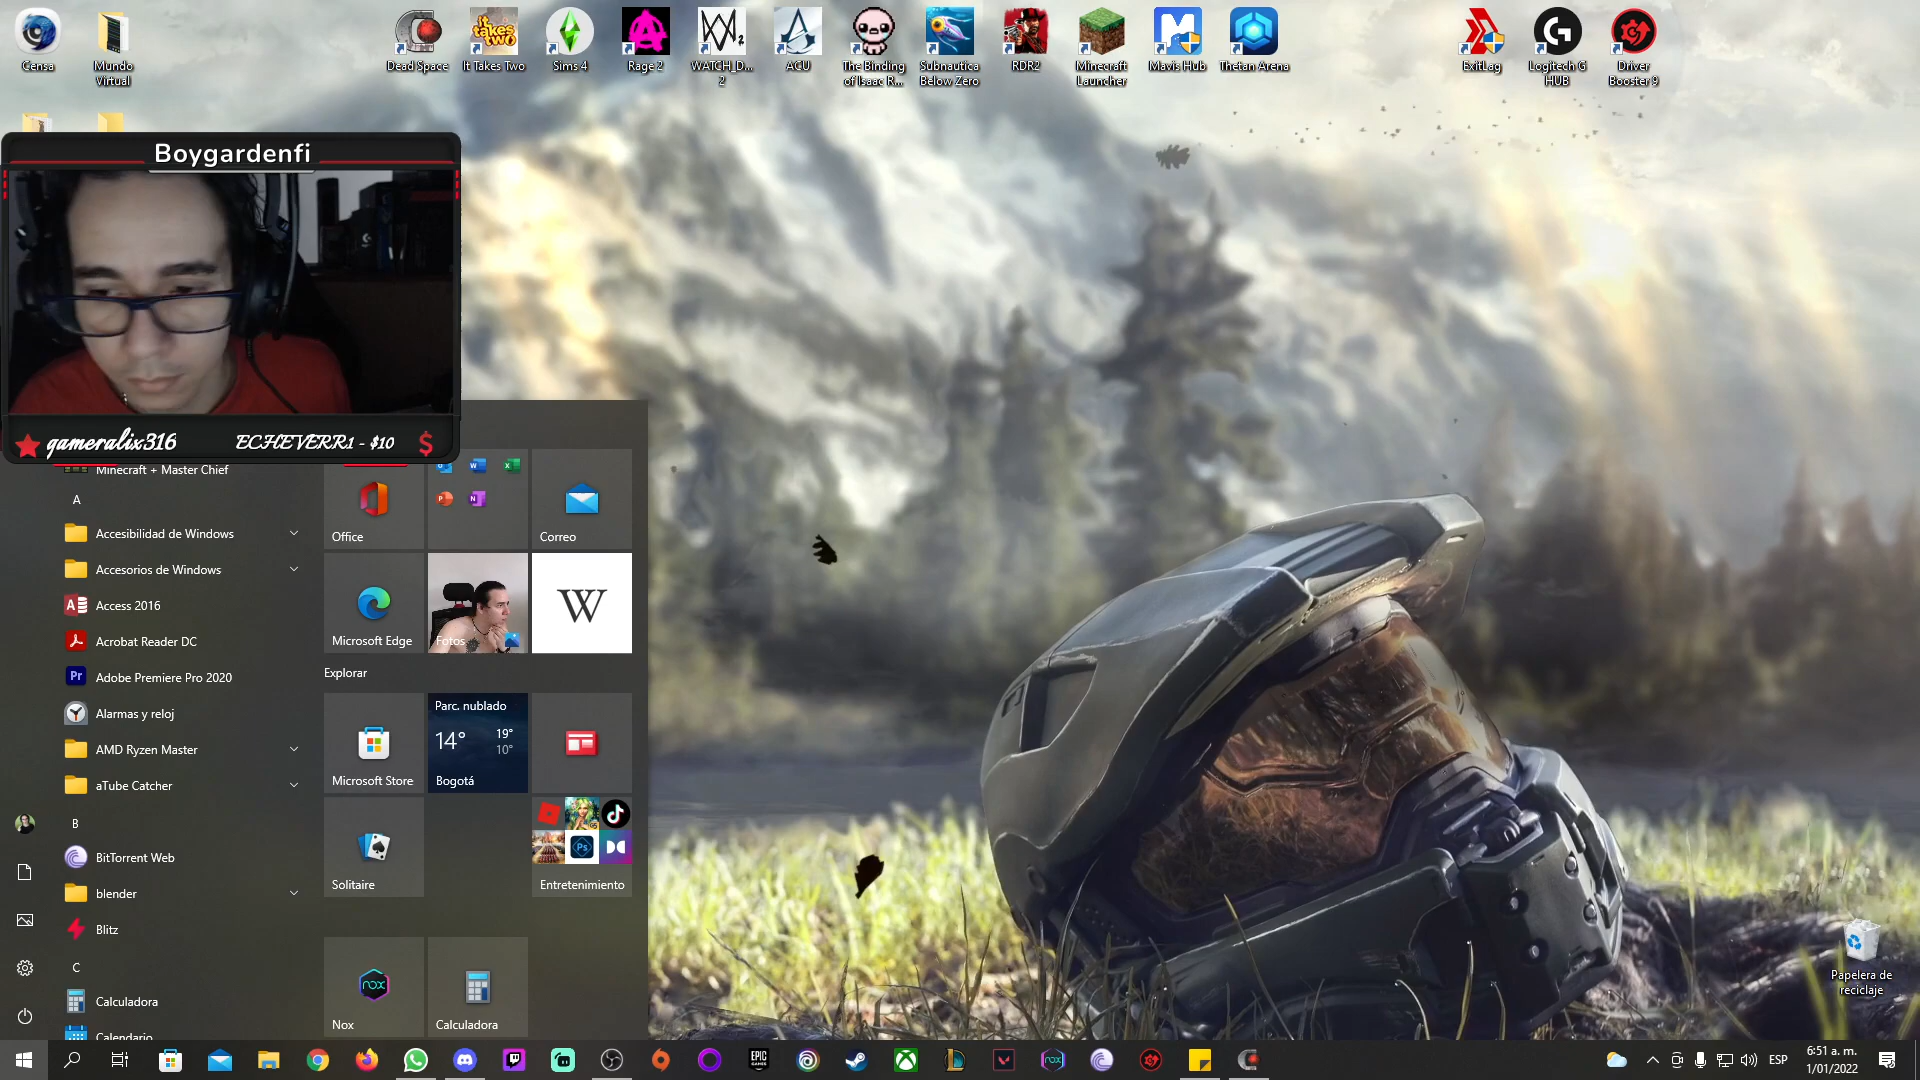 Censa
Mundo
Virtual
Dead Space
It Takes Two
Sims 4
Rage 2
WATCH_D...
2
ACU
The Binding
of Isaac R...
Subnautica
Below Zero
RDR2
Minecraft
Launcher
Mavis Hub
Thetan Arena
ExitLag
Logitech G
HUB
Driver
Booster 9
Boygardenfi
gameralix316
ECHEVERR1 - $10
$
Minecraft + Master Chief
A
Accesibilidad de Windows
Accesorios de Windows
Access 2016
Acrobat Reader DC
Adobe Premiere Pro 2020
Alarmas y reloj
AMD Ryzen Master
aTube Catcher
B
BitTorrent Web
blender
Blitz
C
Calculadora
Calendario
Office
Correo
Microsoft Edge
Fotos
W
Explorar
Microsoft Store
Parc. nublado
14°
19°
10°
Bogotá
Solitaire
Entretenimiento
Nox
Calculadora
Papelera de
reciclaje
ESP
6:51 a. m.
1/01/2022